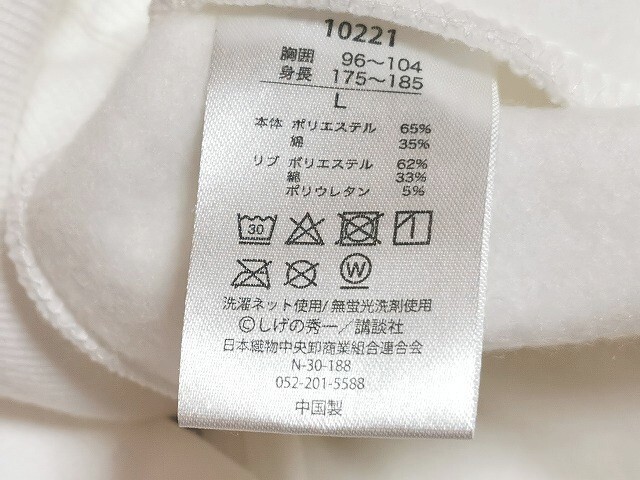 10221
胸囲 96～104
身長 175～185
L
本体 ポリエステル 65%
綿 35%
リブ ポリエステル 62%
綿 33%
ポリウレタン 5%
30
W
洗濯ネット使用/無蛍光洗剤使用
©しげの秀一／講談社
日本織物中央卸商業組合連合会
N-30-188
052-201-5588
中国製